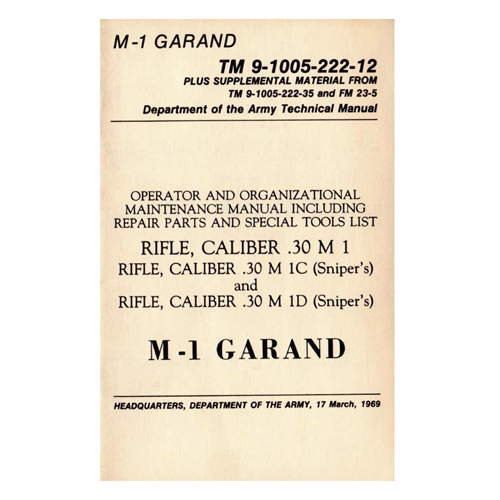 M-1 GARAND
TM 9-1005-222-12
PLUS SUPPLEMENTAL MATERIAL FROM
TM 9-1005-222-35 and FM 23-5
Department of the Army Technical Manual
OPERATOR AND ORGANIZATIONAL
MAINTENANCE MANUAL INCLUDING
REPAIR PARTS AND SPECIAL TOOLS LIST
RIFLE, CALIBER .30 M 1
RIFLE, CALIBER .30 M 1C (Sniper's)
and
RIFLE, CALIBER .30 M 1D (Sniper's)
M-1 GARAND
HEADQUARTERS, DEPARTMENT OF THE ARMY, 17 March, 1969